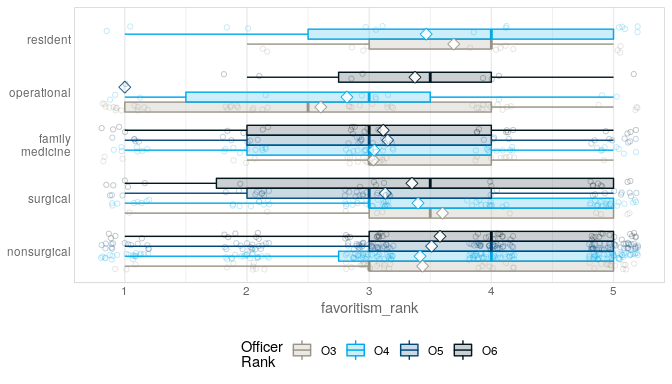 resident
operational
family
medicine
surgical
nonsurgical
1 2 3 4 5
favoritism_rank
Officer
Rank
O3 O4 O5 O6